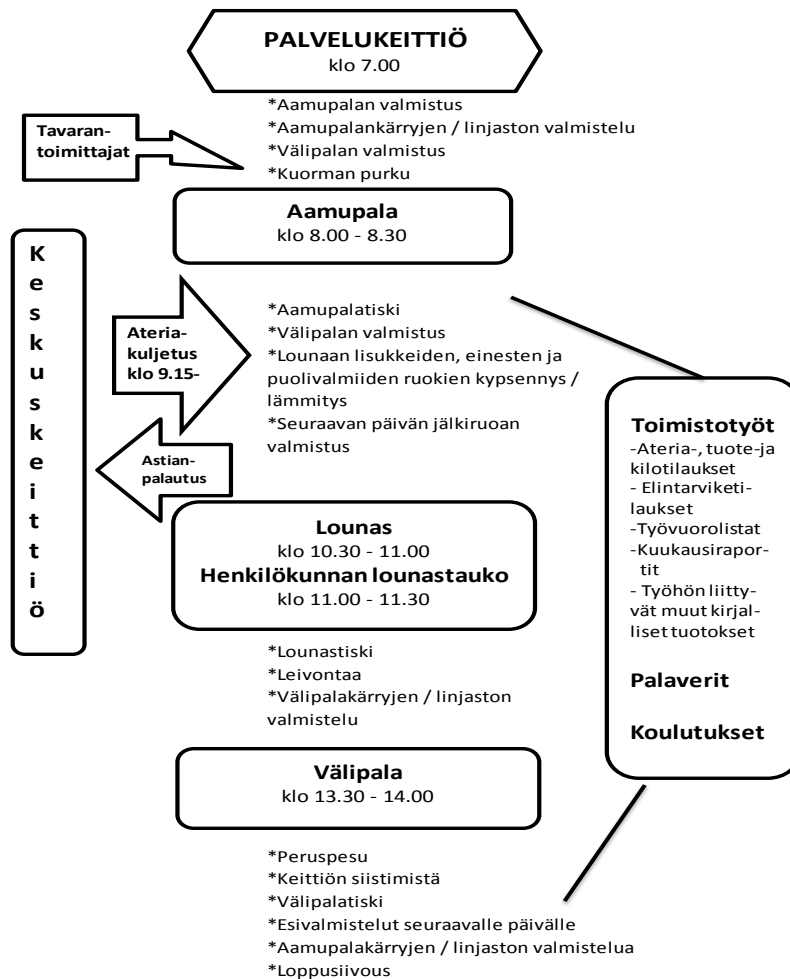 PALVELUKEITTIÖ
klo 7.00
*Aamupalan valmistus
*Aamupalankärryjen / linjaston valmistelu
*Välipalan valmistus
*Kuorman purku
Tavaran-
toimittajat
Aamupala
klo 8.00 - 8.30
Keskuskeittiö
Ateria-
kuljetus
klo 9.15-
*Aamupalatiski
*Välipalan valmistus
*Lounaan lisukkeiden, einesten ja
puolivalmiiden ruokien kypsennys /
lämmitys
*Seuraavan päivän jälkiruoan
valmistus
Astian-
palautus
Lounas
klo 10.30 - 11.00
Henkilökunnan lounastauko
klo 11.00 - 11.30
*Lounastiski
*Leivontaa
*Välipalakärryjen / linjaston
valmistelu
Välipala
klo 13.30 - 14.00
*Peruspesu
*Keittiön siistimistä
*Välipalatiski
*Esivalmistelut seuraavalle päivälle
*Aamupalakärryjen / linjaston valmistelua
*Loppusiivous
Toimistotyöt
-Ateria-, tuote-ja
kilotilaukset
- Elintarviketi-
laukset
-Työvuorolistat
-Kuukausirapor-
tit
- Työhön liitty-
vät muut kirjal-
liset tuotokset
Palaverit
Koulutukset